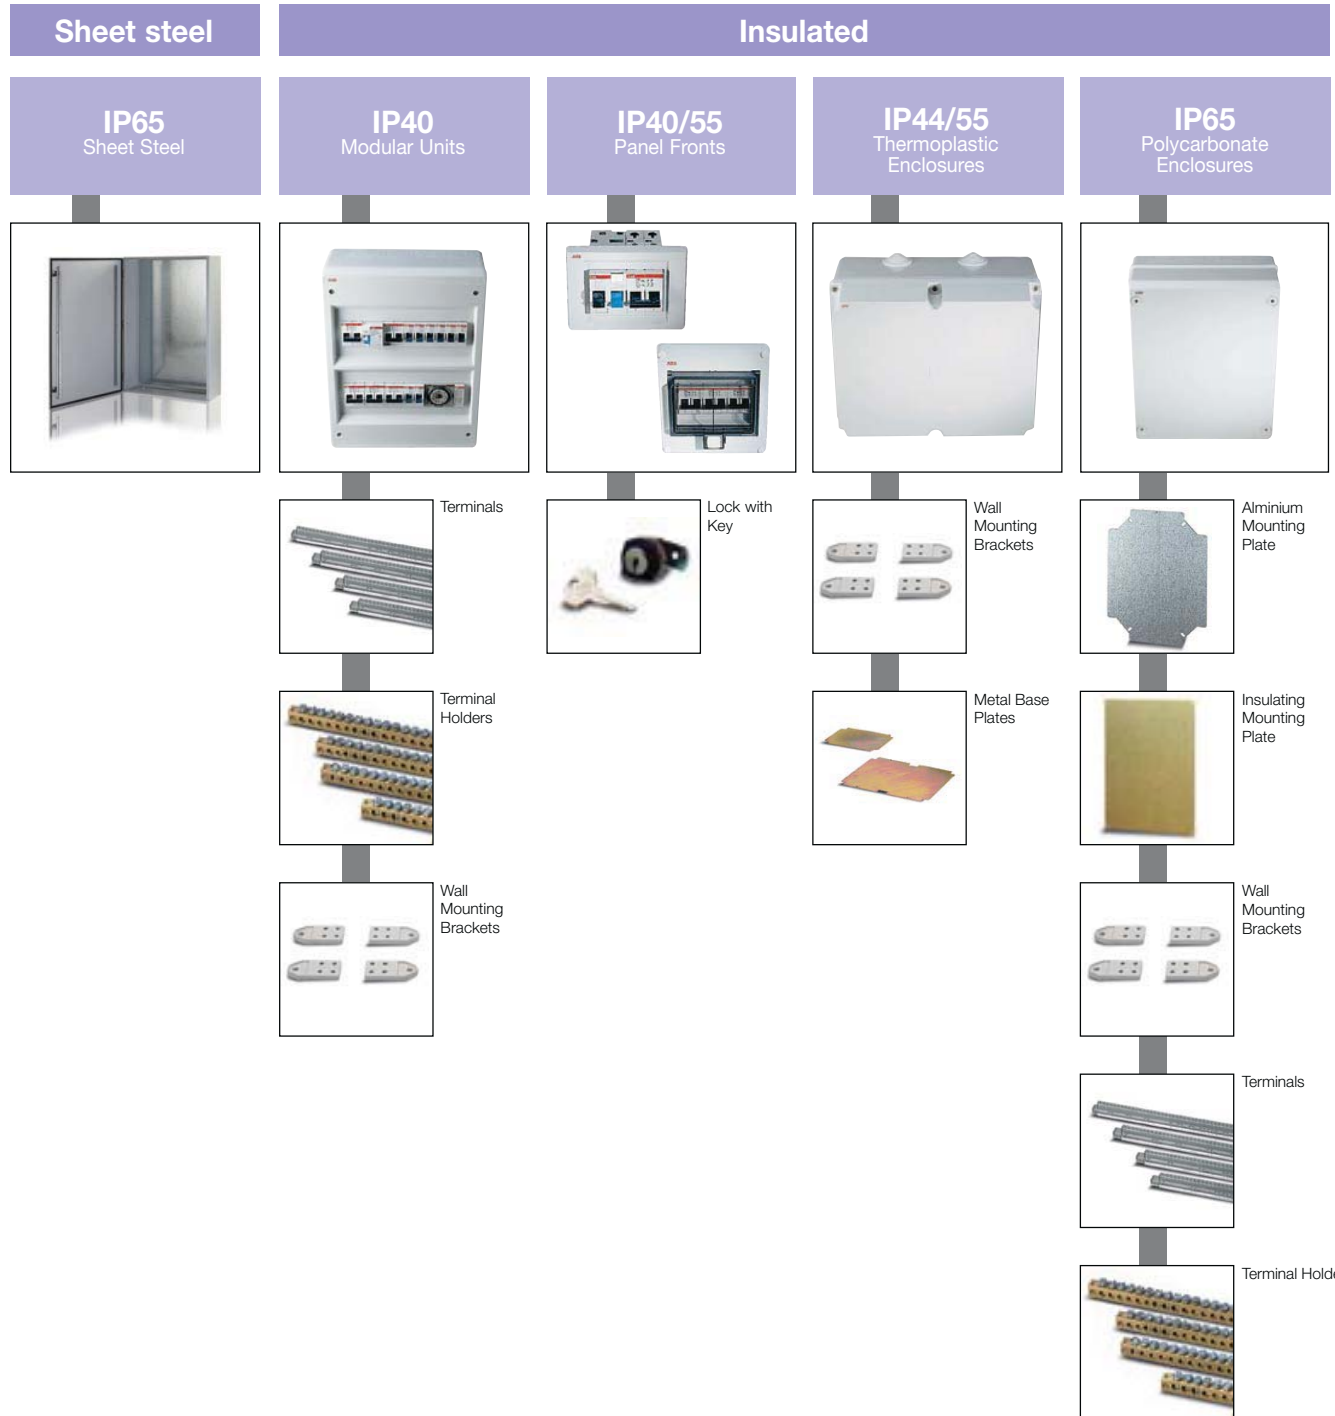 Sheet steel
Insulated
IP65
Sheet Steel
IP40
Modular Units
IP40/55
Panel Fronts
IP44/55
Thermoplastic
Enclosures
IP65
Polycarbonate
Enclosures
Terminals
Terminal
Holders
Wall
Mounting
Brackets
Lock with
Key
Wall
Mounting
Brackets
Metal Base
Plates
Alminium
Mounting
Plate
Insulating
Mounting
Plate
Wall
Mounting
Brackets
Terminals
Terminal Holde